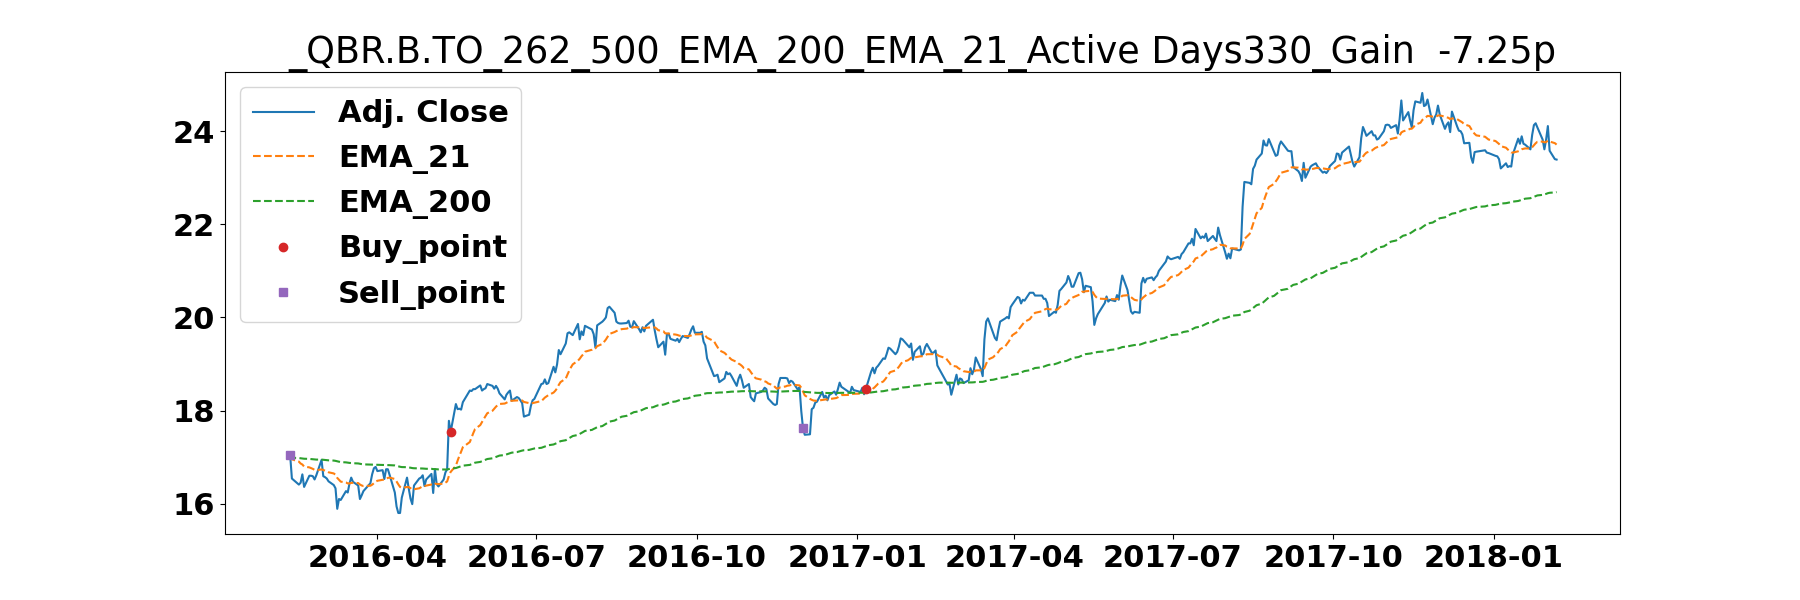 _QBR.B.TO_262_500_EMA_200_EMA_21_Active Days330_Gain  -7.25p
Adj. Close
EMA_21
EMA_200
Buy_point
Sell_point
24
22
20
18
16
2016-04 2016-07 2016-10 2017-01 2017-04 2017-07 2017-10 2018-01